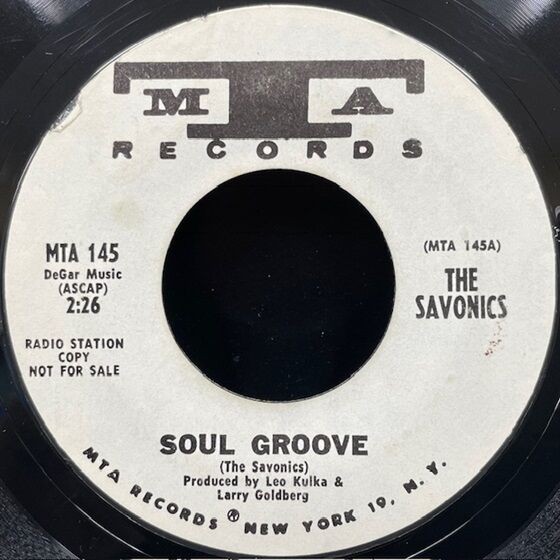 MTA
RECORDS
MTA 145
DeGar Music
(ASCAP)
2:26
RADIO STATION
COPY
NOT FOR SALE
(MTA 145A)
THE
SAVONICS
SOUL GROOVE
(The Savonics)
Produced by Leo Kulka &
Larry Goldberg
MTA RECORDS ® NEW YORK 19, N. Y.